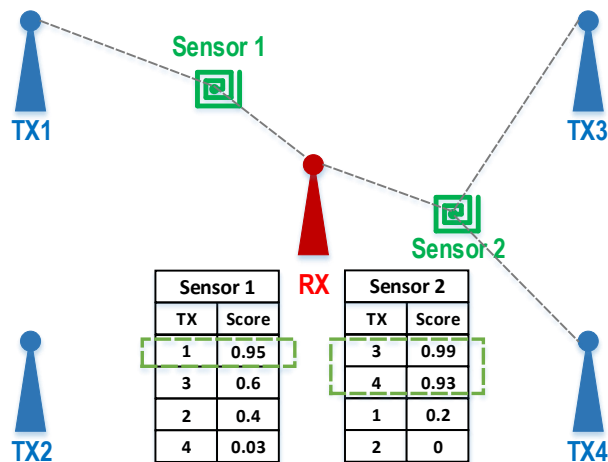 Sensor 1
TX1
TX3
Sensor 2
RX
Sensor 1
TX Score
1 0.95
3 0.6
2 0.4
4 0.03
Sensor 2
TX Score
3 0.99
4 0.93
1 0.2
2 0
TX2
TX4